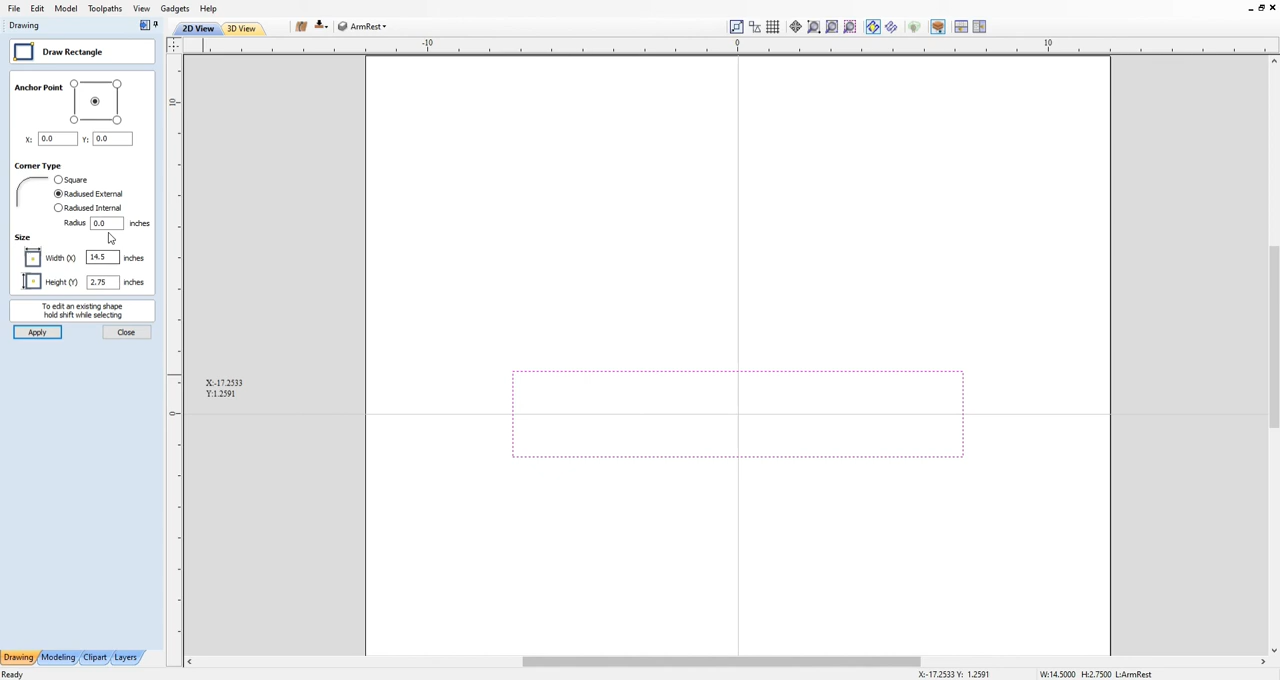 File Edit Model Toolpaths View Gadgets Help
Drawing
2D View 3D View ArmRest
Draw Rectangle
-10 0 10
Anchor Point
10
X: 0.0 Y: 0.0
Corner Type
Square
Radiused External
Radiused Internal
Radius 0.0 inches
Size
Width (X) 14.5 inches
Height (Y) 2.75 inches
To edit an existing shape
hold shift while selecting
Apply Close
X:-17.2533
Y:1.2591
0
Drawing Modeling Clipart Layers
Ready X:-17.2533 Y: 1.2591 W:14.5000 H:2.7500 L:ArmRest